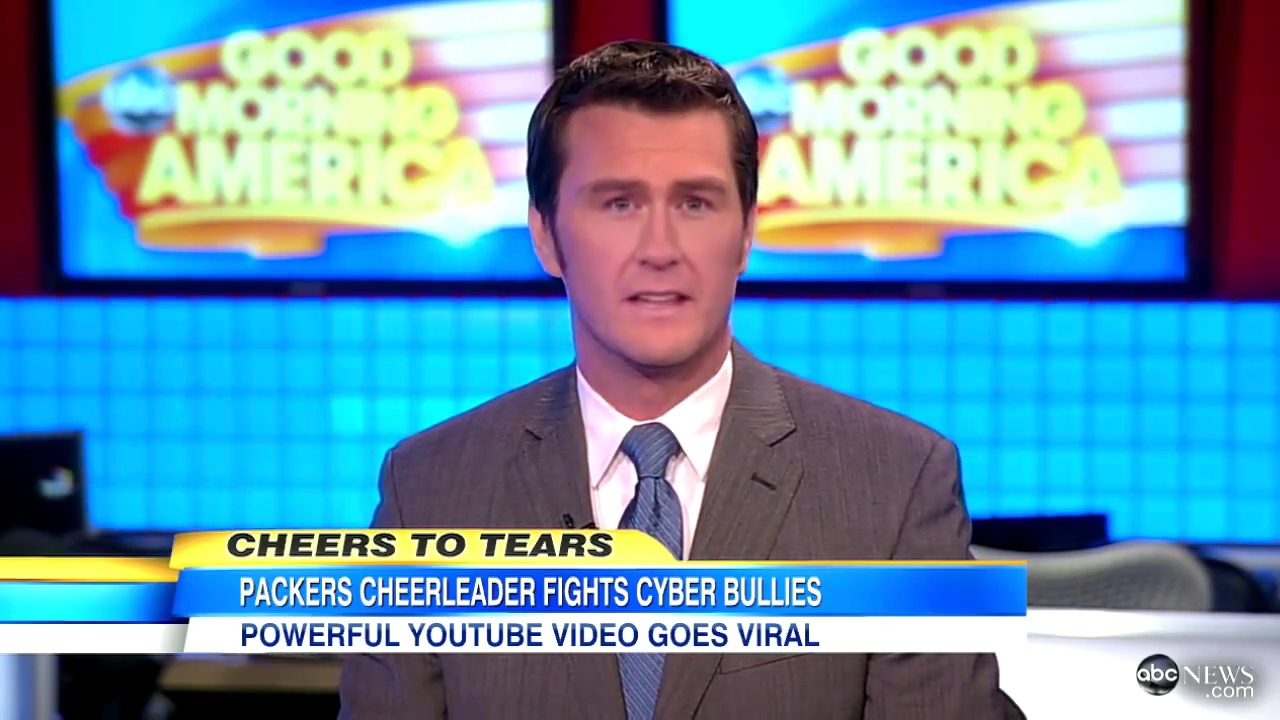 GOOD
MORNING
AMERICA
abc
GOOD
MORNING
AMERICA
CHEERS TO TEARS
PACKERS CHEERLEADER FIGHTS CYBER BULLIES
POWERFUL YOUTUBE VIDEO GOES VIRAL
abc NEWS
.com